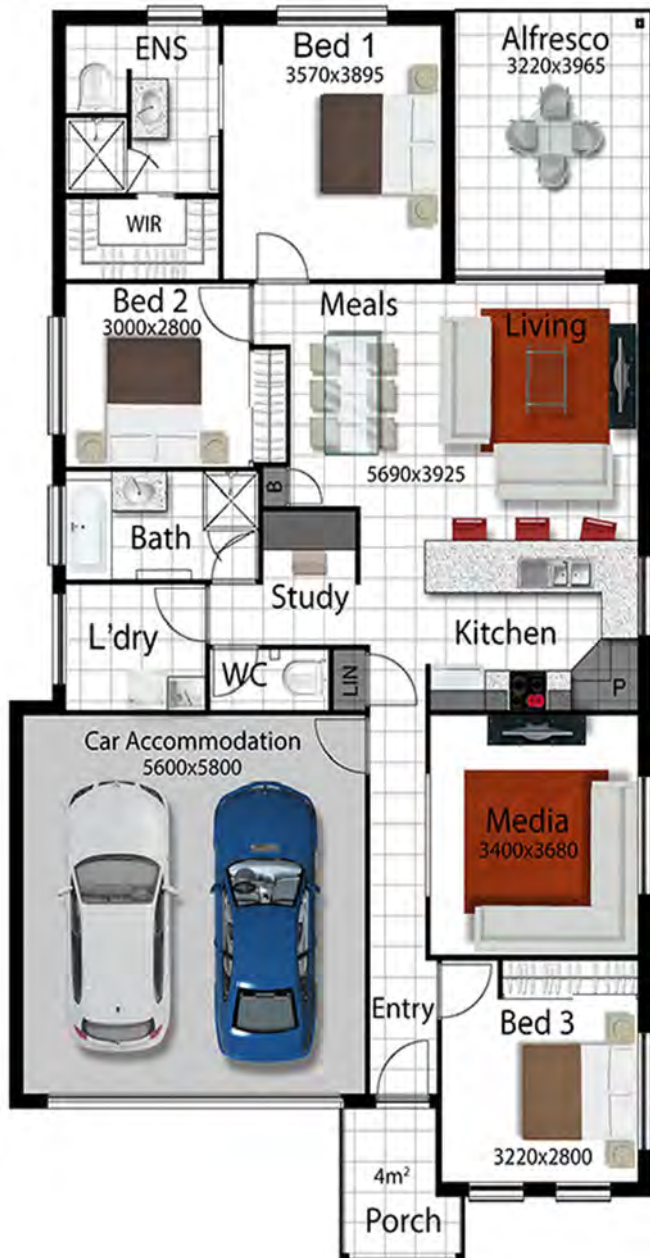 ENS
Bed 1
3570x3895
Alfresco
3220x3965
WIR
Bed 2
3000x2800
Meals
Living
5690x3925
B
Bath
Study
L'dry
WC
LIN
Kitchen
P
Car Accommodation
5600x5800
Media
3400x3680
Entry
Bed 3
3220x2800
4m²
Porch